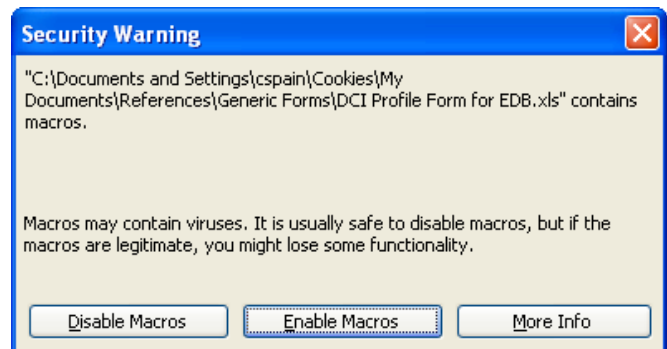 Security Warning
"C:\Documents and Settings\cspain\Cookies\My
Documents\References\Generic Forms\DCI Profile Form for EDB.xls" contains
macros.
Macros may contain viruses. It is usually safe to disable macros, but if the
macros are legitimate, you might lose some functionality.
Disable Macros Enable Macros More Info